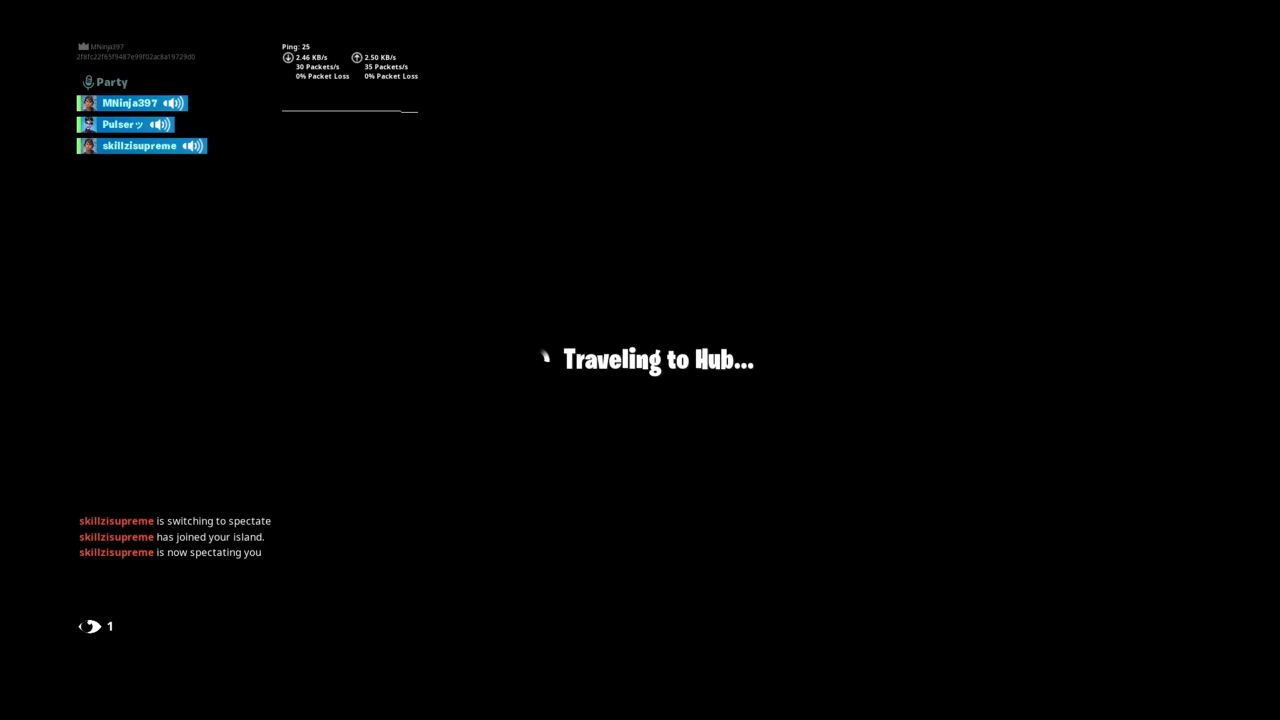 MNinja397
Party
MNinja397
Pulserッ
skillzisupreme
Ping: 25
2.46 KB/s
2.50 KB/s
30 Packets/s
35 Packets/s
0% Packet Loss
0% Packet Loss
Traveling to Hub...
skillzisupreme is switching to spectate
skillzisupreme has joined your island.
skillzisupreme is now spectating you
1